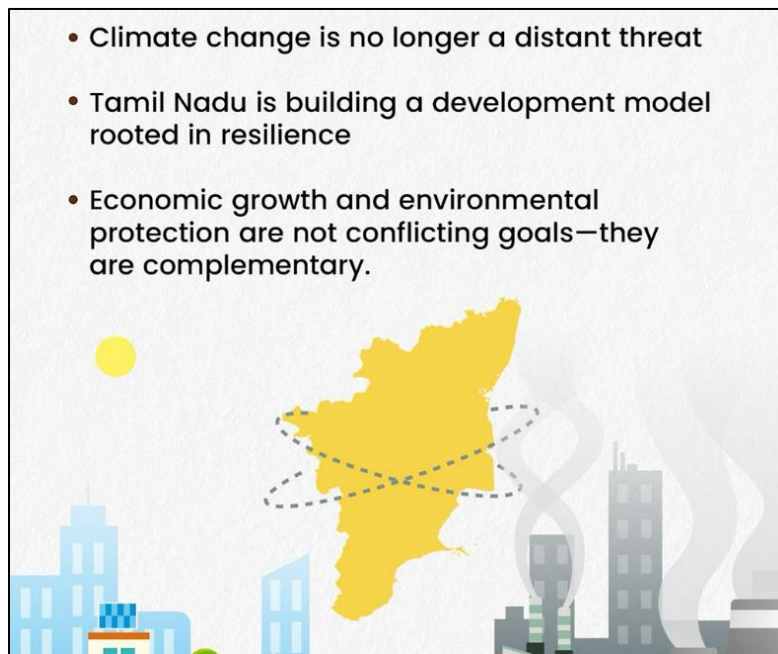 • Climate change is no longer a distant threat
• Tamil Nadu is building a development model
rooted in resilience
• Economic growth and environmental
protection are not conflicting goals—they
are complementary.